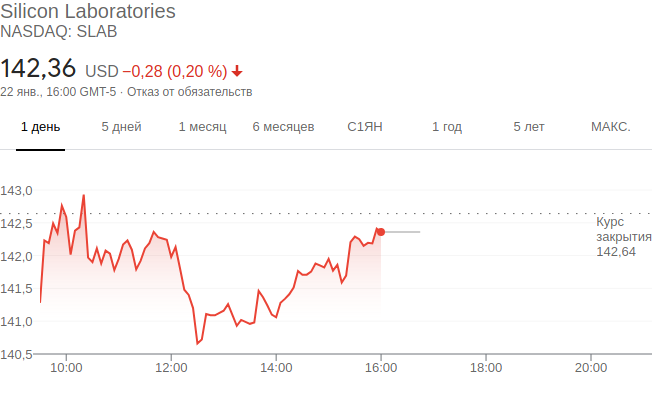 Silicon Laboratories
NASDAQ: SLAB
142,36 USD −0,28 (0,20 %)
22 янв., 16:00 GMT-5 · Отказ от обязательств
1 день 5 дней 1 месяц 6 месяцев С1ЯН 1 год 5 лет МАКС.
143,0
142,5
142,0
141,5
141,0
140,5
Курс
закрытия
142,64
10:00 12:00 14:00 16:00 18:00 20:00